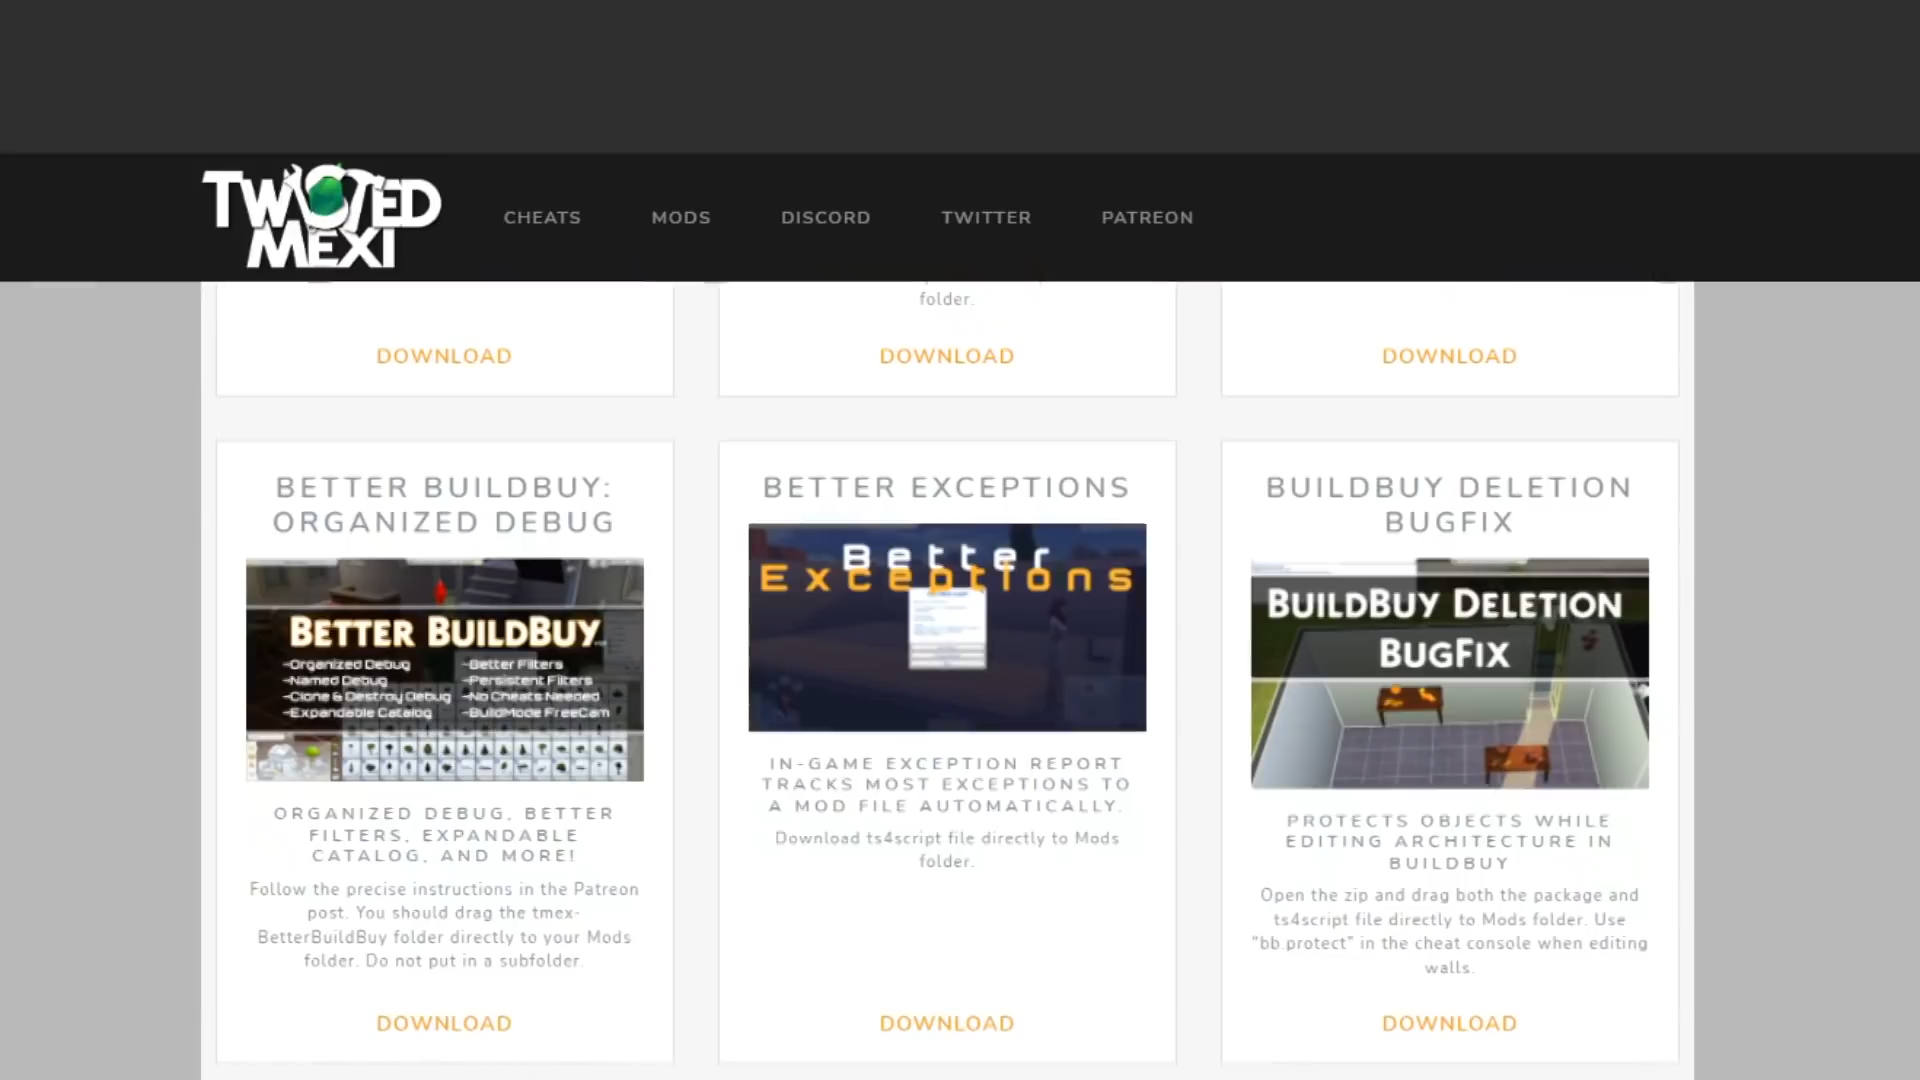 TWISTED
MEXI
CHEATS
MODS
DISCORD
TWITTER
PATREON
folder.
DOWNLOAD
DOWNLOAD
DOWNLOAD
BETTER BUILDBUY:
ORGANIZED DEBUG
BETTER BUILDBUY
-Organized Debug
-Named Debug
-Clone & Destroy Debug
-Expandable Catalog
-Better Filters
-Persistent Filters
-No Cheats Needed
-BuildMode FreeCam
ORGANIZED DEBUG, BETTER
FILTERS, EXPANDABLE
CATALOG, AND MORE!
Follow the precise instructions in the Patreon
post. You should drag the tmex-
BetterBuildBuy folder directly to your Mods
folder. Do not put in a subfolder.
DOWNLOAD
BETTER EXCEPTIONS
Better
Exceptions
IN-GAME EXCEPTION REPORT
TRACKS MOST EXCEPTIONS TO
A MOD FILE AUTOMATICALLY.
Download ts4script file directly to Mods
folder.
DOWNLOAD
BUILDBUY DELETION
BUGFIX
BUILDBUY DELETION
BUGFIX
PROTECTS OBJECTS WHILE
EDITING ARCHITECTURE IN
BUILDBUY
Open the zip and drag both the package and
ts4script file directly to Mods folder. Use
"bb.protect" in the cheat console when editing
walls.
DOWNLOAD